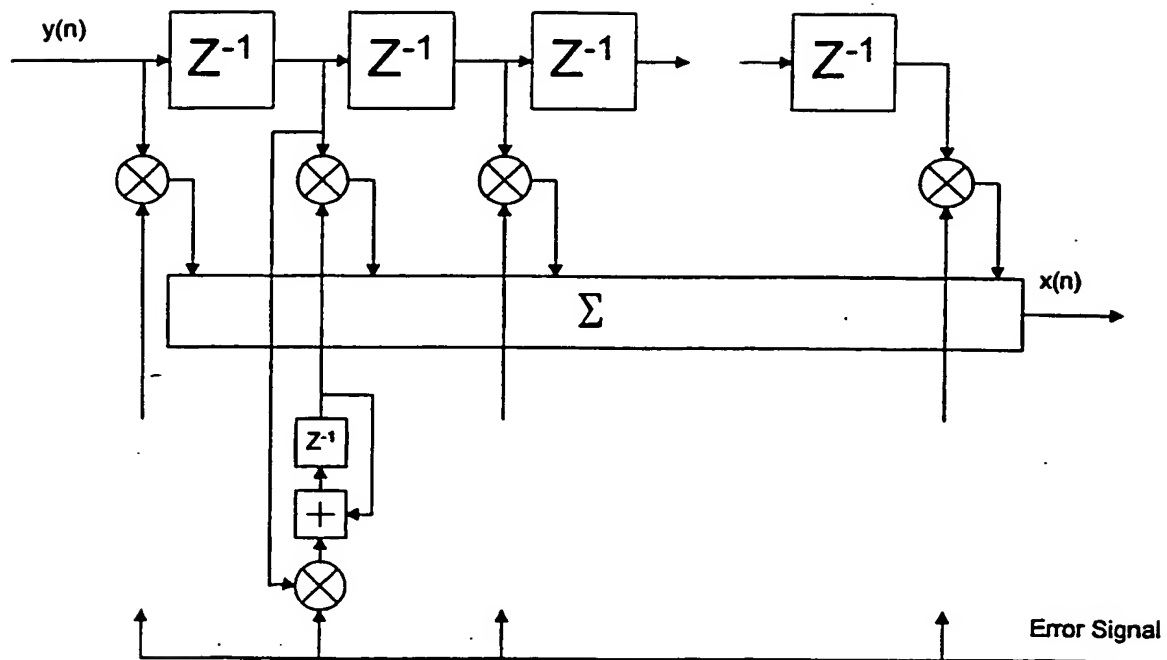 y(n)
Z⁻¹ Z⁻¹ Z⁻¹ Z⁻¹
Σ
x(n)
Z⁻¹
+
Error Signal